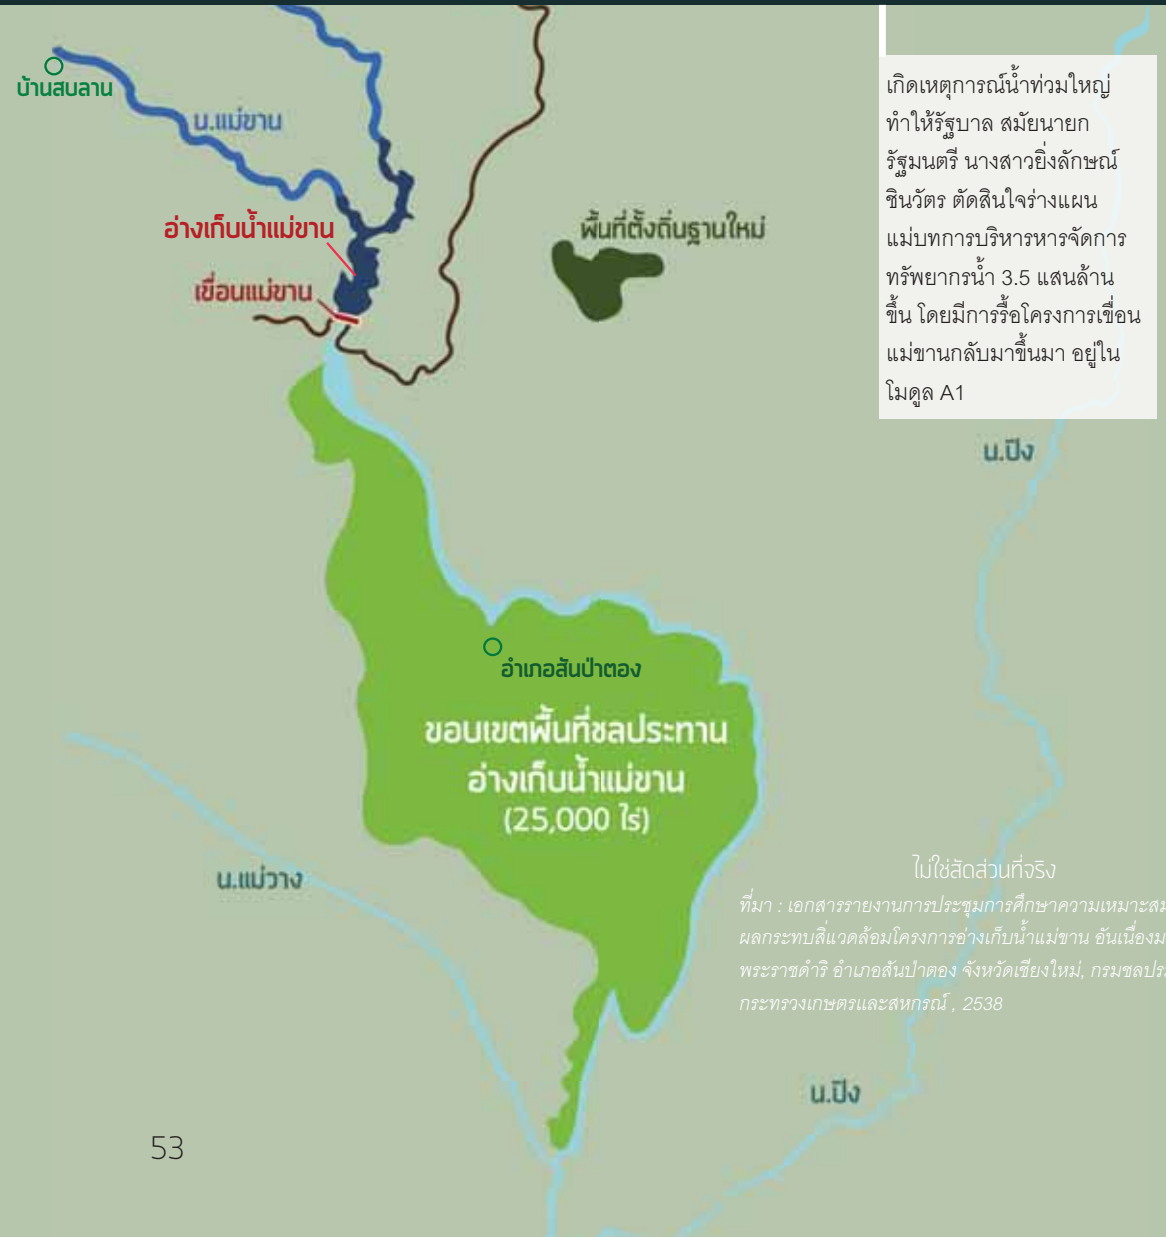 บ้านสบลาน
น.แม่ขาน
อ่างเก็บน้ำแม่ขาน
เขื่อนแม่ขาน
พื้นที่ตั้งถิ่นฐานใหม่
เกิดเหตุการณ์น้ำท่วมใหญ่
ทำให้รัฐบาล สมัยนายก
รัฐมนตรี นางสาวยิ่งลักษณ์
ชินวัตร ตัดสินใจร่างแผน
แม่บทการบริหารหารจัดการ
ทรัพยากรน้ำ 3.5 แสนล้าน
ขึ้น โดยมีการรื้อโครงการเขื่อน
แม่ขานกลับมาขึ้นมา อยู่ใน
โมดูล A1
น.ปิง
อำเภอสันป่าตอง
ขอบเขตพื้นที่ชลประทาน
อ่างเก็บน้ำแม่ขาน
(25,000 ไร่)
น.แม่วาง
ไม่ใช่สัดส่วนที่จริง
ที่มา : เอกสารรายงานการประชุมการศึกษาความเหมาะสม
ผลกระทบสิ่แวดล้อมโครงการอ่างเก็บน้ำแม่ขาน อันเนื่องม
พระราชดำริ อำเภอสันป่าตอง จังหวัดเชียงใหม่, กรมชลประ
กระทรวงเกษตรและสหกรณ์ , 2538
น.ปิง
53